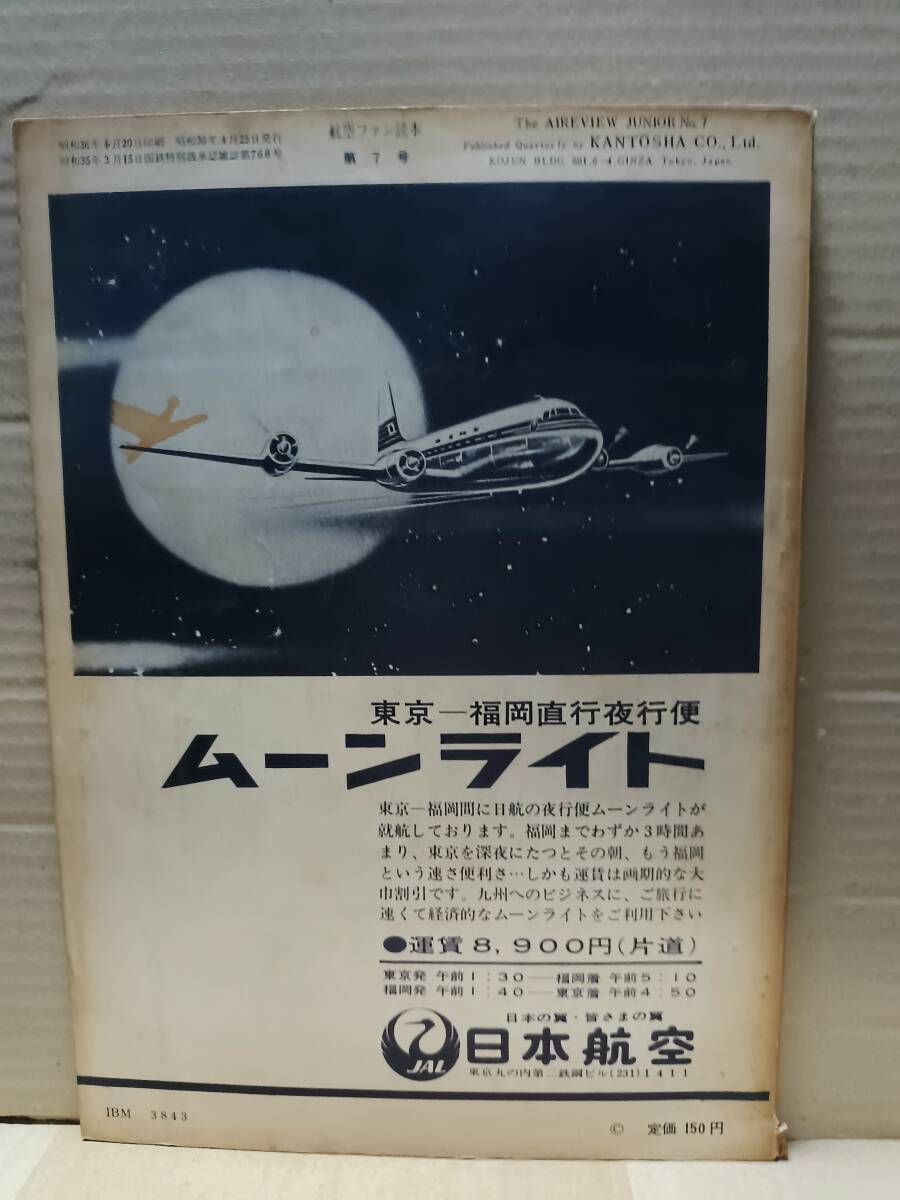 昭和36年4月20日印刷 昭和36年4月25日発行
昭和35年3月15日国鉄特別扱承認雑誌第768号
航空ファン読本
第7号
The AIREVIEW JUNIOR No. 7
Published Quarterly by KANTOSHA CO., Ltd.
KOJUN BLDG. 601, 6-4 GINZA Tokyo, Japan.
東京―福岡直行夜行便
ムーンライト
東京―福岡間に日航の夜行便ムーンライトが
就航しております。福岡までわずか3時間あ
まり、東京を深夜にたつとその朝、もう福岡
という速さ便利さ…しかも運賃は画期的な大
巾割引です。九州へのビジネスに、ご旅行に
速くて経済的なムーンライトをご利用下さい
●運賃8,900円(片道)
東京発 午前1:30―福岡着 午前5:10
福岡発 午前1:40―東京着 午前4:50
日本の翼・皆さまの翼
JAL
日本航空
東京丸の内第二鉄鋼ビル(231)1411
IBM 3843
© 定価 150円